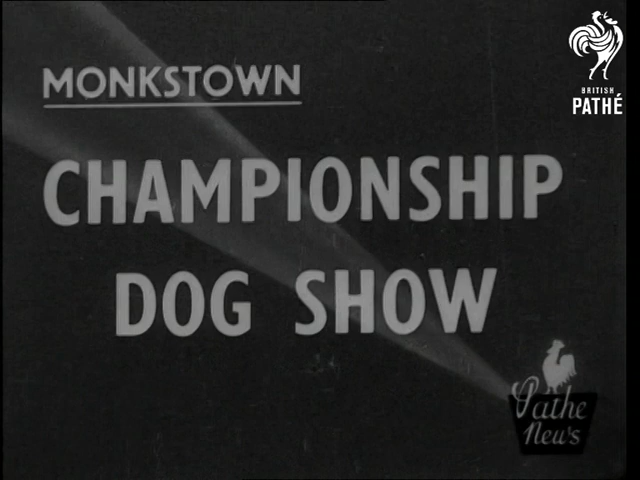 MONKSTOWN
BRITISH
PATHÉ
CHAMPIONSHIP
DOG SHOW
Pathe
News